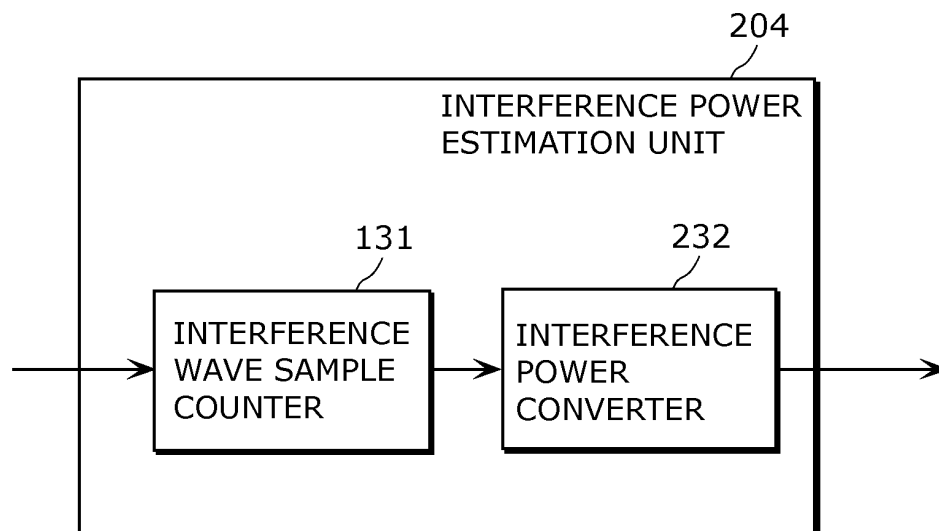 204
INTERFERENCE POWER
ESTIMATION UNIT
131
INTERFERENCE
WAVE SAMPLE
COUNTER
232
INTERFERENCE
POWER
CONVERTER